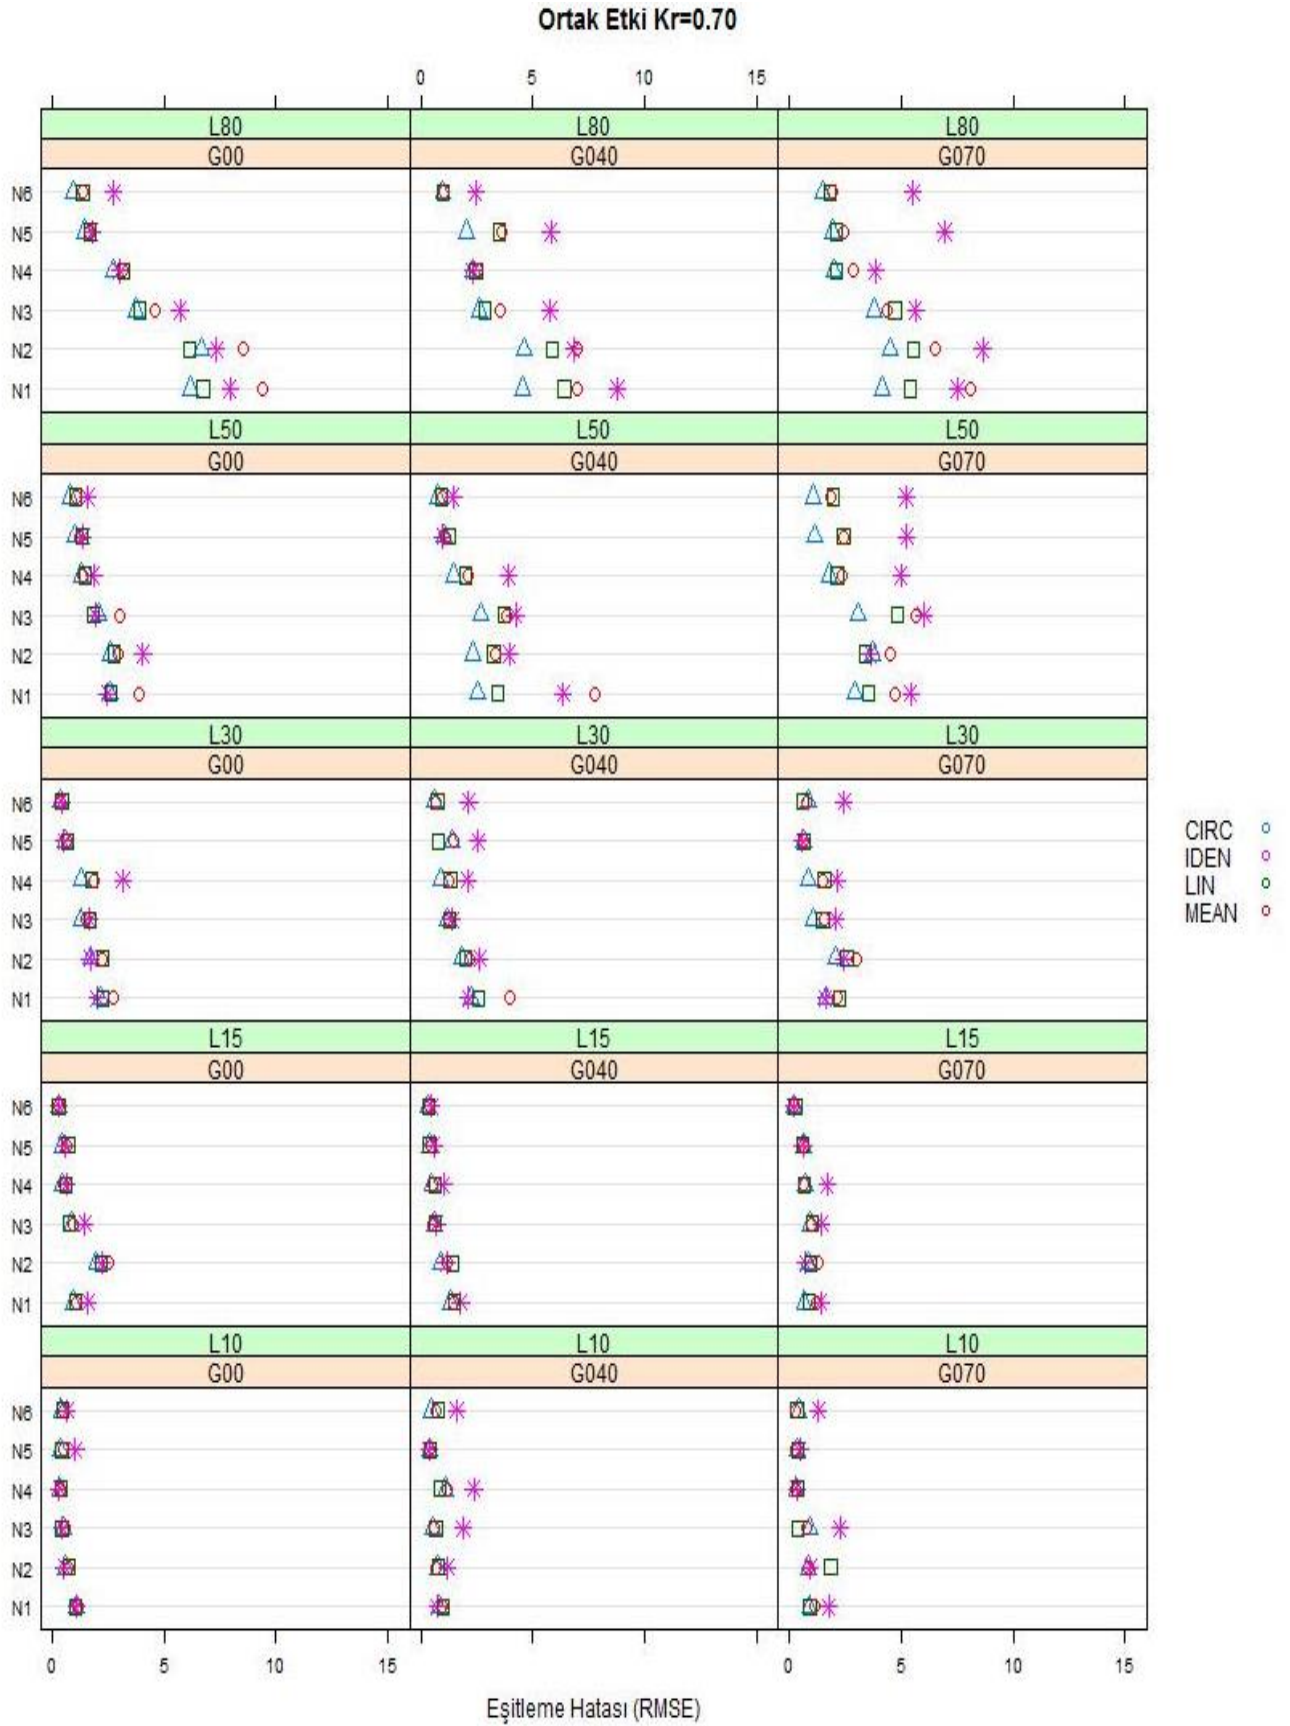 Ortak Etki Kr=0.70
0 5 10 15
L80 L80 L80
G00 G040 G070
N6
N5
N4
N3
N2
N1
L50 L50 L50
G00 G040 G070
N6
N5
N4
N3
N2
N1
L30 L30 L30
G00 G040 G070
N6
N5
N4
N3
N2
N1
CIRC
IDEN
LIN
MEAN
L15 L15 L15
G00 G040 G070
N6
N5
N4
N3
N2
N1
L10 L10 L10
G00 G040 G070
N6
N5
N4
N3
N2
N1
0 5 10 15 0 5 10 15
Eşitleme Hatası (RMSE)